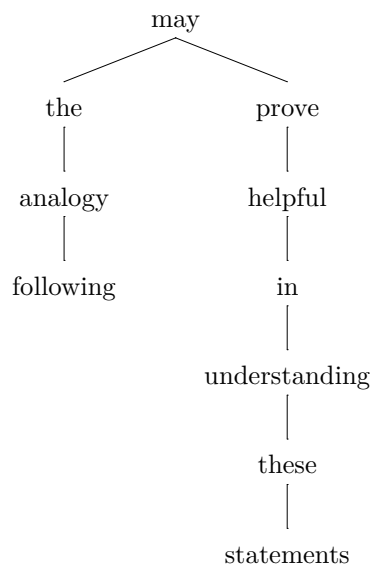 may
the prove
analogy helpful
following in
understanding
these
statements